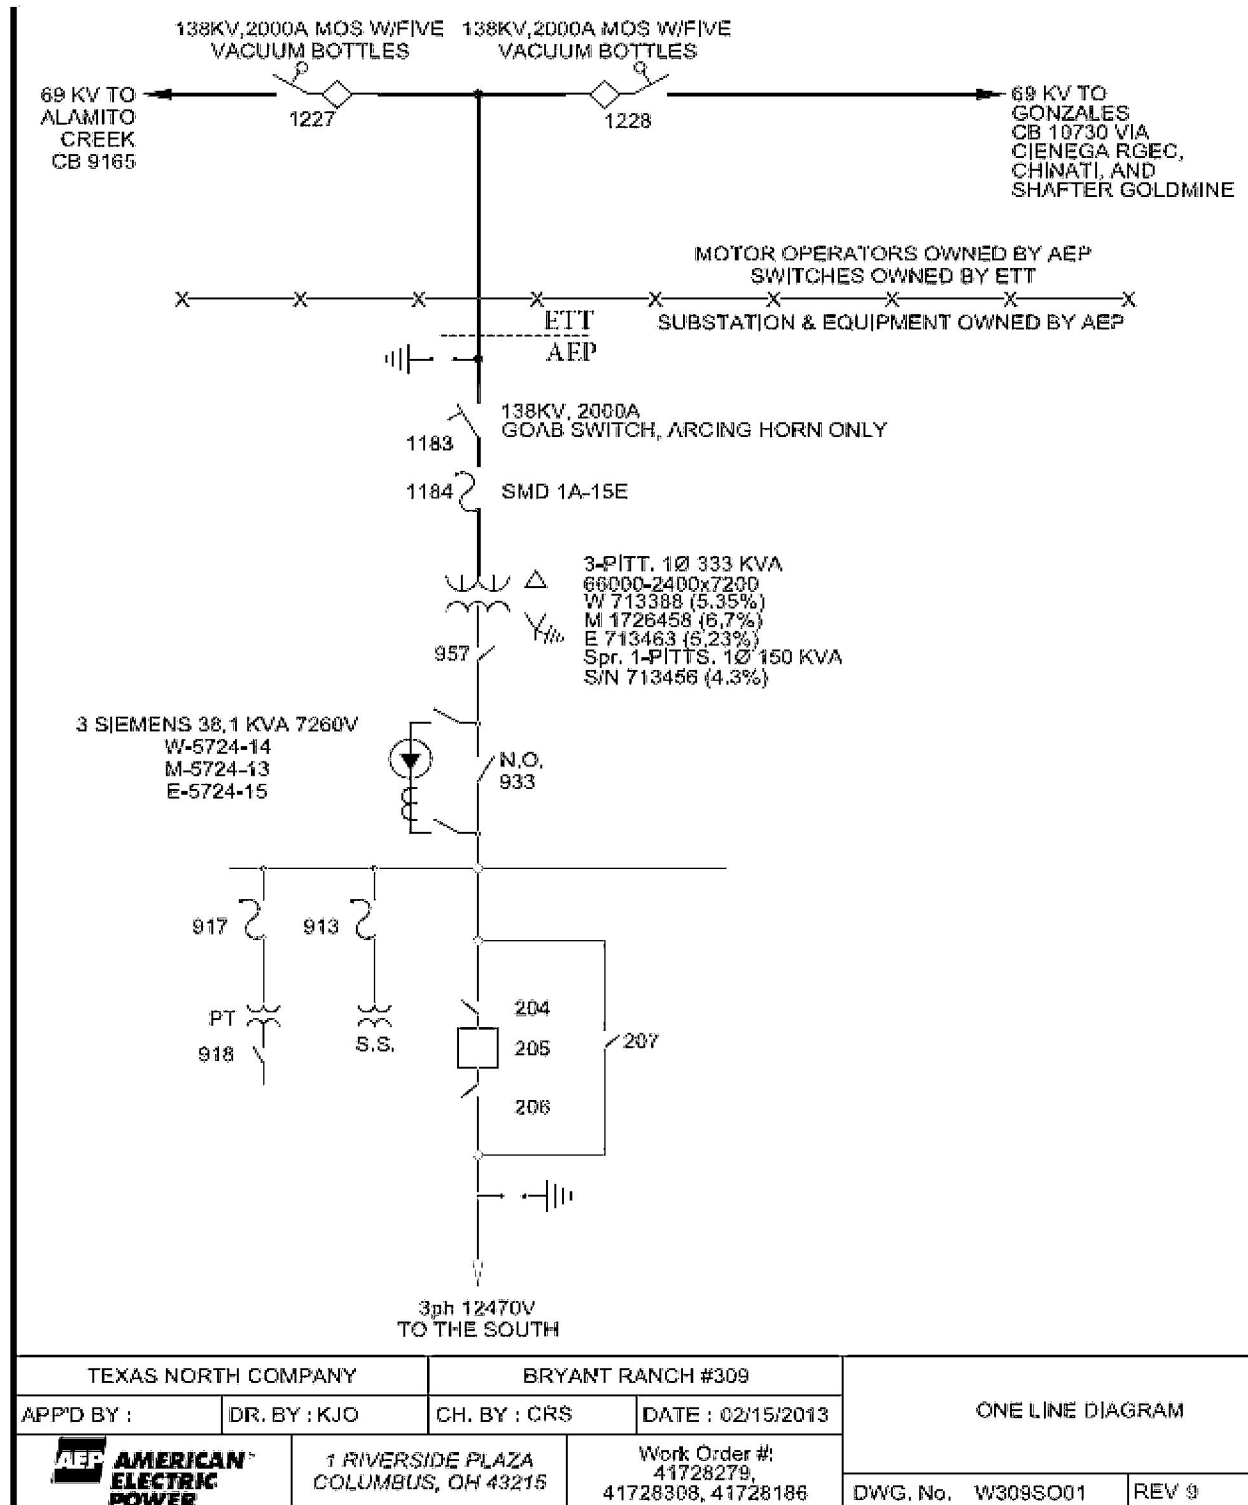 138KV,2000A MOS W/FIVE
VACUUM BOTTLES
138KV,2000A MOS W/FIVE
VACUUM BOTTLES
69 KV TO
ALAMITO
CREEK
CB 9165
1227
1228
69 KV TO
GONZALES
CB 10730 VIA
CIENEGA RGEC,
CHINATI, AND
SHAFTER GOLDMINE
MOTOR OPERATORS OWNED BY AEP
SWITCHES OWNED BY ETT
X X X X X X X X X
ETT
SUBSTATION & EQUIPMENT OWNED BY AEP
AEP
138KV, 2000A
GOAB SWITCH, ARCING HORN ONLY
1183
1184
SMD 1A-15E
3-PITT. 1Ø 333 KVA
66000-2400x7200
W 713388 (5.35%)
M 1726458 (6.7%)
E 713463 (5.23%)
Spr. 1-PITTS. 1Ø 150 KVA
S/N 713456 (4.3%)
957
3 SIEMENS 38.1 KVA 7260V
W-5724-14
M-5724-13
E-5724-15
N.O.
933
917
913
PT
918
S.S.
204
205
206
207
3ph 12470V
TO THE SOUTH
TEXAS NORTH COMPANY
BRYANT RANCH #309
ONE LINE DIAGRAM
APP'D BY :
DR. BY : KJO
CH. BY : CRS
DATE : 02/15/2013
AEP AMERICAN
ELECTRIC
POWER
1 RIVERSIDE PLAZA
COLUMBUS, OH 43215
Work Order #:
41728279,
41728308, 41728186
DWG. No. W309SO01
REV 9